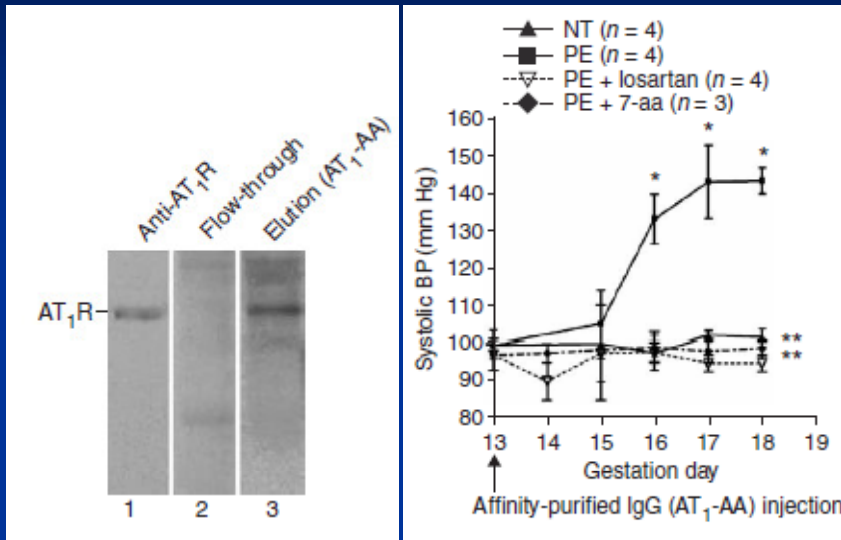 Anti-AT₁R
Flow-through
Elution (AT₁-AA)
AT₁R
1 2 3
NT (n = 4)
PE (n = 4)
PE + losartan (n = 4)
PE + 7-aa (n = 3)
Systolic BP (mm Hg)
160
150
140
130
120
110
100
90
80
*
*
*
**
**
13 14 15 16 17 18 19
Gestation day
Affinity-purified IgG (AT₁-AA) injection